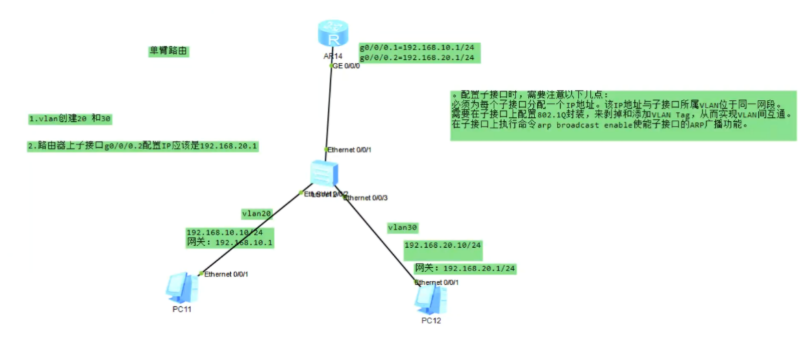 单臂路由
AR14
GE 0/0/0
g0/0/0.1=192.168.10.1/24
g0/0/0.2=192.168.20.1/24
。配置子接口时，需要注意以下几点：
必须为每个子接口分配一个IP地址。该IP地址与子接口所属VLAN位于同一网段。
需要在子接口上配置802.1Q封装，来剥掉和添加VLAN Tag，从而实现VLAN间互通。
在子接口上执行命令arp broadcast enable使能子接口的ARP广播功能。
1.vlan创建20 和30
2.路由器上子接口g0/0/0.2配置IP应该是192.168.20.1
Ethernet 0/0/1
Ethernet 0/0/3
vlan20
192.168.10.10/24
网关：192.168.10.1
vlan30
192.168.20.10/24
网关：192.168.20.1/24
Ethernet 0/0/1
Ethernet 0/0/1
PC11
PC12